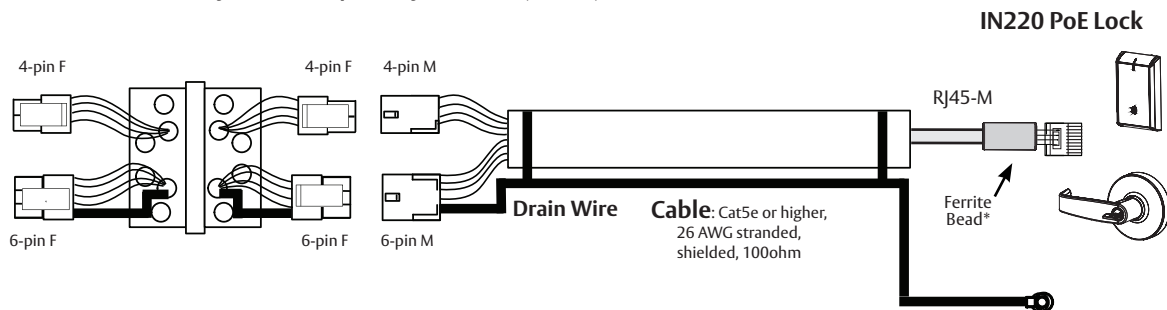 IN220 PoE Lock
4-pin F
4-pin F
4-pin M
RJ45-M
6-pin F
6-pin F
6-pin M
Drain Wire
Cable: Cat5e or higher,
26 AWG stranded,
shielded, 100ohm
Ferrite
Bead*